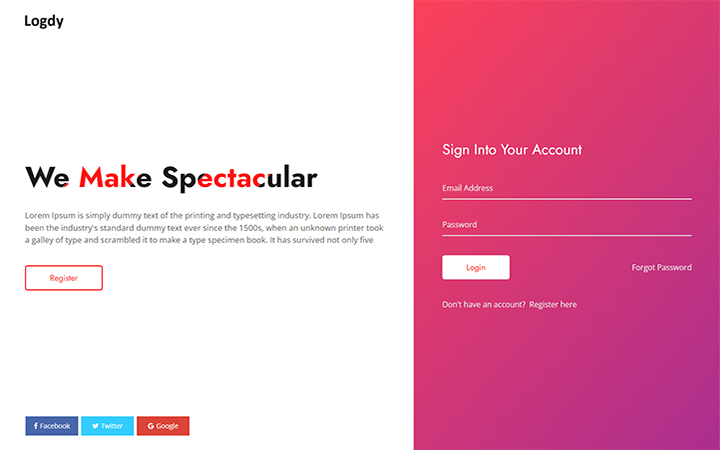 Logdy
We Make Spectacular
Lorem Ipsum is simply dummy text of the printing and typesetting industry. Lorem Ipsum has
been the industry's standard dummy text ever since the 1500s, when an unknown printer took
a galley of type and scrambled it to make a type specimen book. It has survived not only five
Register
Facebook
Twitter
Google
Sign Into Your Account
Email Address
Password
Login
Forgot Password
Don't have an account? Register here